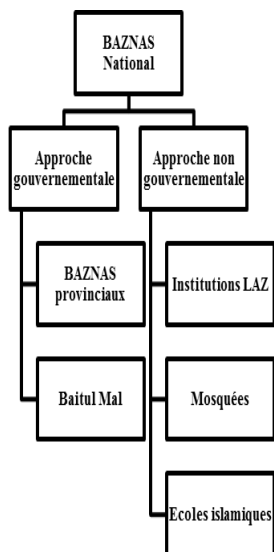 BAZNAS
National
Approche
gouvernementale
Approche non
gouvernementale
BAZNAS
provinciaux
Baitul Mal
Institutions LAZ
Mosquées
Ecoles islamiques